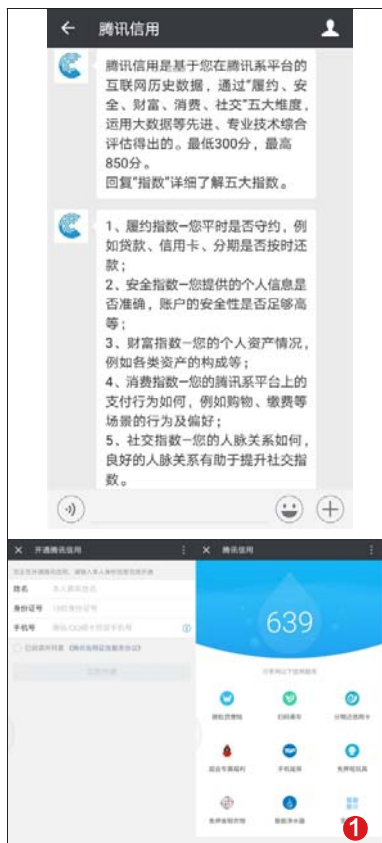 腾讯信用
腾讯信用是基于您在腾讯系平台的
互联网历史数据，通过“履约、安
全、财富、消费、社交”五大维度，
运用大数据等先进、专业技术综合
评估得出的。最低300分，最高
850分。
回复“指数”详细了解五大指数。
1、履约指数—您平时是否守约，例
如贷款、信用卡、分期是否按时还
款；
2、安全指数—您提供的个人信息是
否准确，账户的安全性是否足够高
等；
3、财富指数—您的个人资产情况，
例如各类资产的构成等；
4、消费指数—您的腾讯系平台上的
支付行为如何，例如购物、缴费等
场景的行为及偏好；
5、社交指数—您的人脉关系如何，
良好的人脉关系有助于提升社交指
数。
开通腾讯信用
姓名
身份证号
手机号
腾讯信用
639
扫码乘车
1